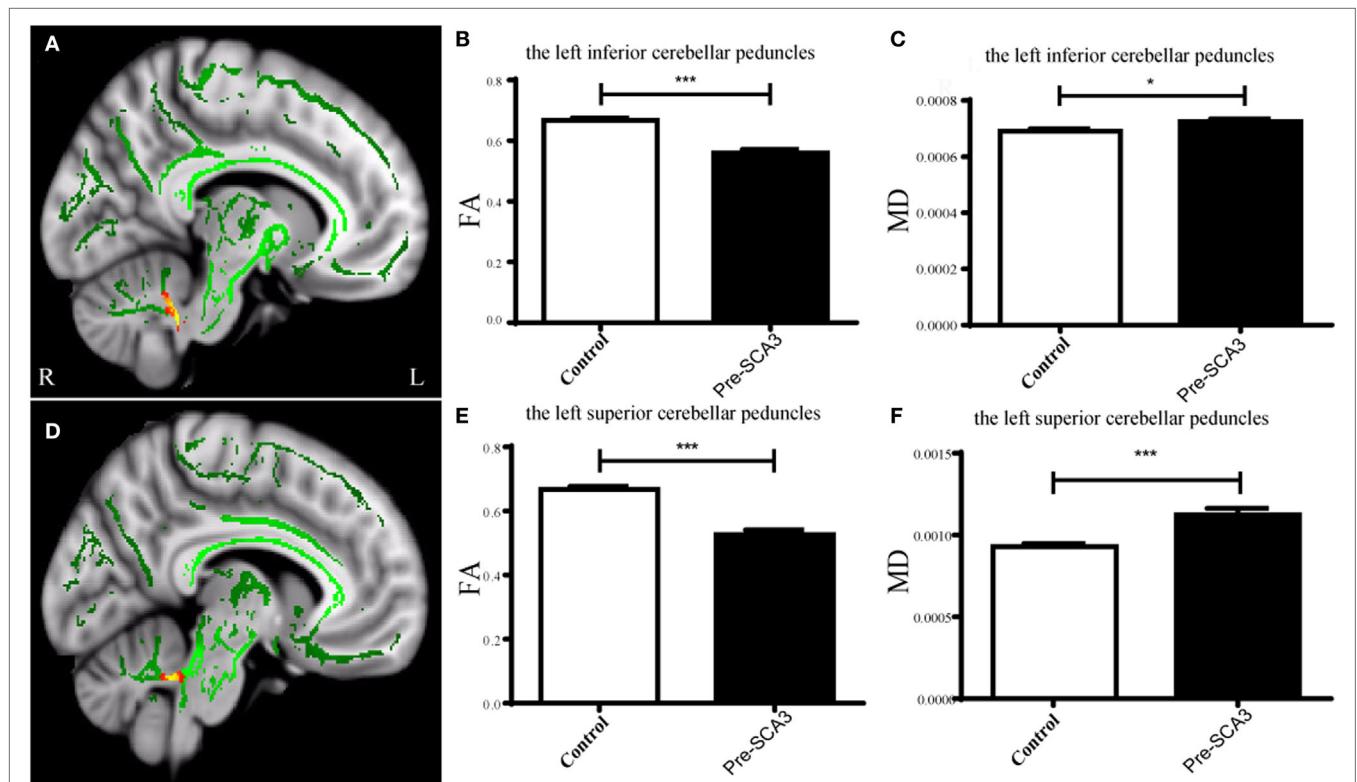 A
R
L
B
the left inferior cerebellar peduncles
***
0.8
0.6
0.4
0.2
0.0
FA
Control
Pre-SCA3
C
the left inferior cerebellar peduncles
*
0.0008
0.0006
0.0004
0.0002
0.0000
MD
Control
Pre-SCA3
D
E
the left superior cerebellar peduncles
***
0.8
0.6
0.4
0.2
0.0
FA
Control
Pre-SCA3
F
the left superior cerebellar peduncles
***
0.0015
0.0010
0.0005
0.0000
MD
Control
Pre-SCA3